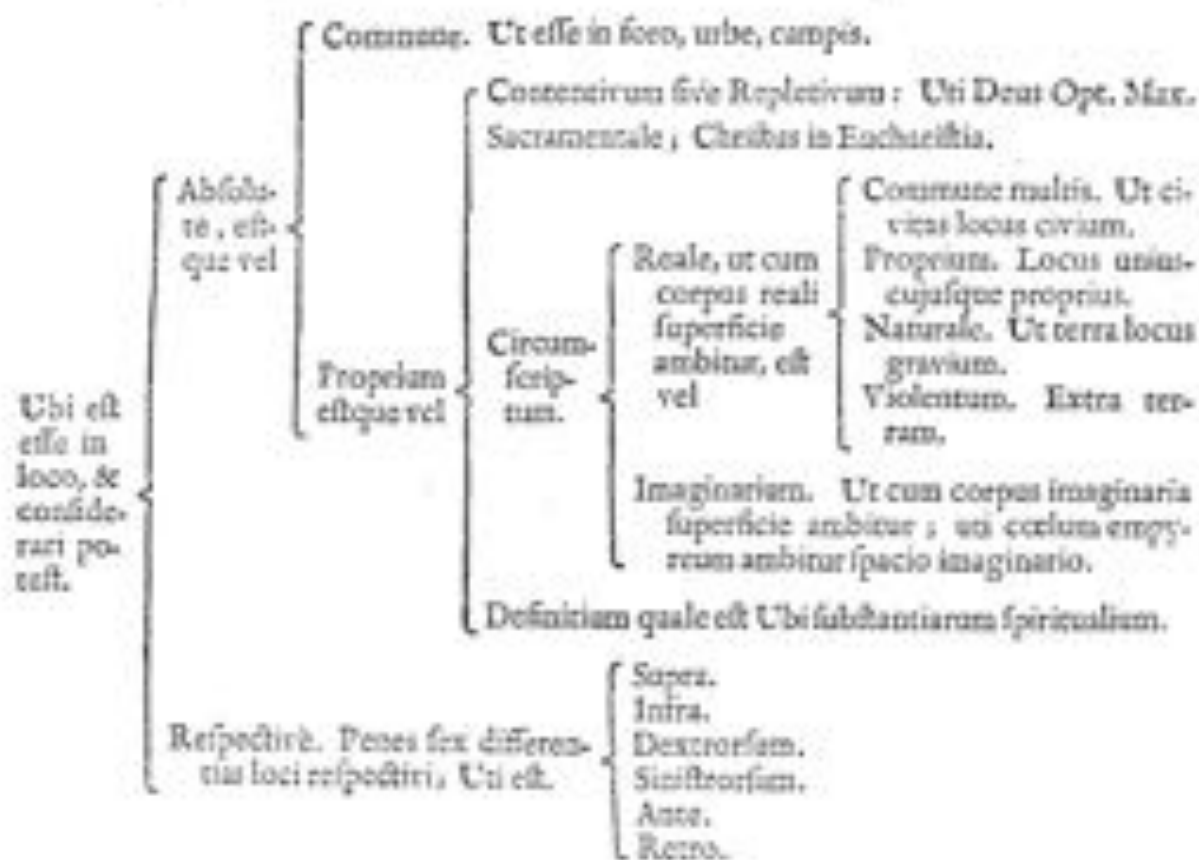 Commune. Ut eſſe in foro, urbe, campis.
Contentivum ſive Repletivum: Uti Deus Opt. Max.
Sacramentale; Chriſtus in Euchariſtia.
Abſolu-
te, eſt-
que vel
Commune multis. Ut ci-
vitas locus civium.
Proprium. Locus unius-
cujuſque proprius.
Naturale. Ut terra locus
gravium.
Violentum. Extra ter-
ram.
Reale, ut cum
corpus reali
ſuperficie
ambitur, eſt
vel
Circum-
ſcrip-
tum.
Proprium
eſtque vel
Ubi eſt
eſſe in
loco, &
conſide-
rari po-
teſt.
Imaginarium. Ut cum corpus imaginaria
ſuperficie ambitur; uti cœlum empy-
reum ambitur ſpacio imaginario.
Definitium quale eſt Ubi ſubſtantiarum ſpiritualium.
Reſpectivè. Penes ſex differen-
tias loci reſpectivi, Uti eſt.
Supra.
Infra.
Dextrorſum.
Siniſtrorſum.
Ante.
Retro.